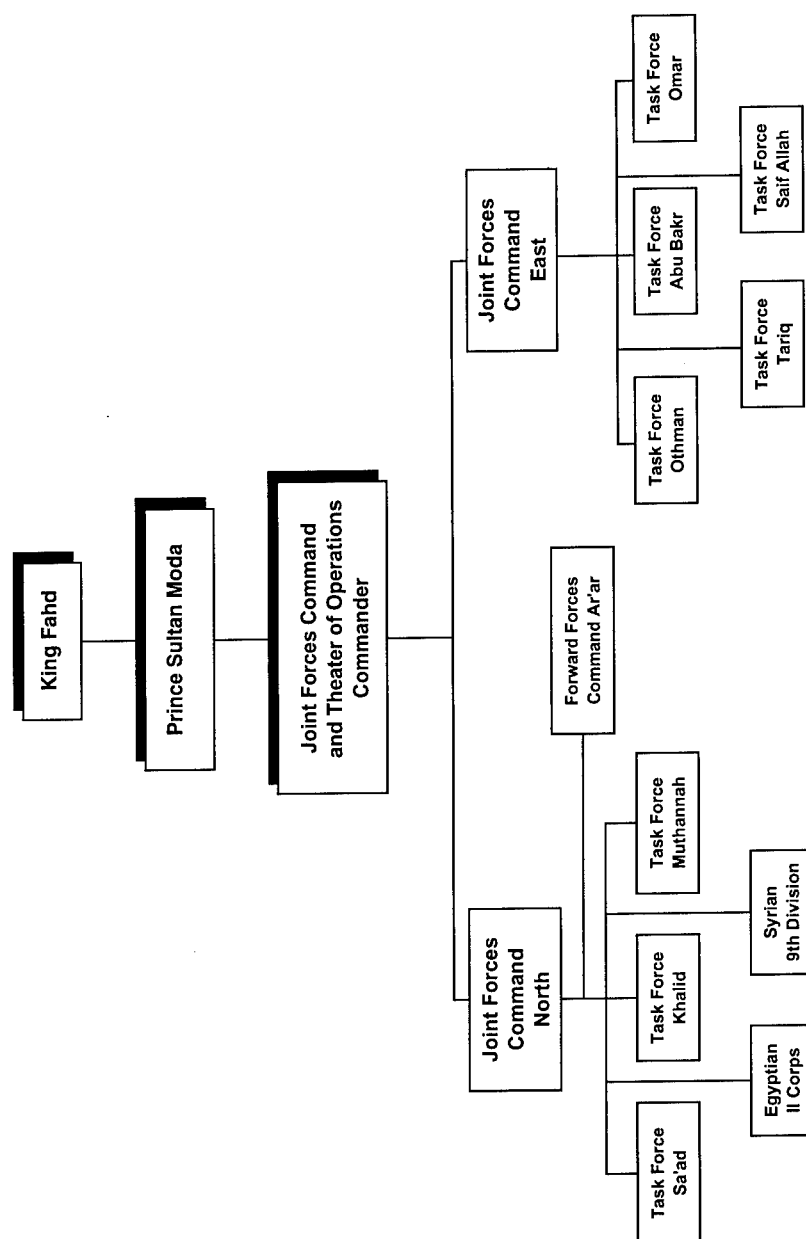 King Fahd
Prince Sultan Moda
Joint Forces Command
and Theater of Operations
Commander
Joint Forces
Command
North
Joint Forces
Command
East
Forward Forces
Command Ar'ar
Task Force
Sa'ad
Task Force
Khalid
Task Force
Muthannah
Egyptian
II Corps
Syrian
9th Division
Task Force
Othman
Task Force
Abu Bakr
Task Force
Omar
Task Force
Tariq
Task Force
Saif Allah